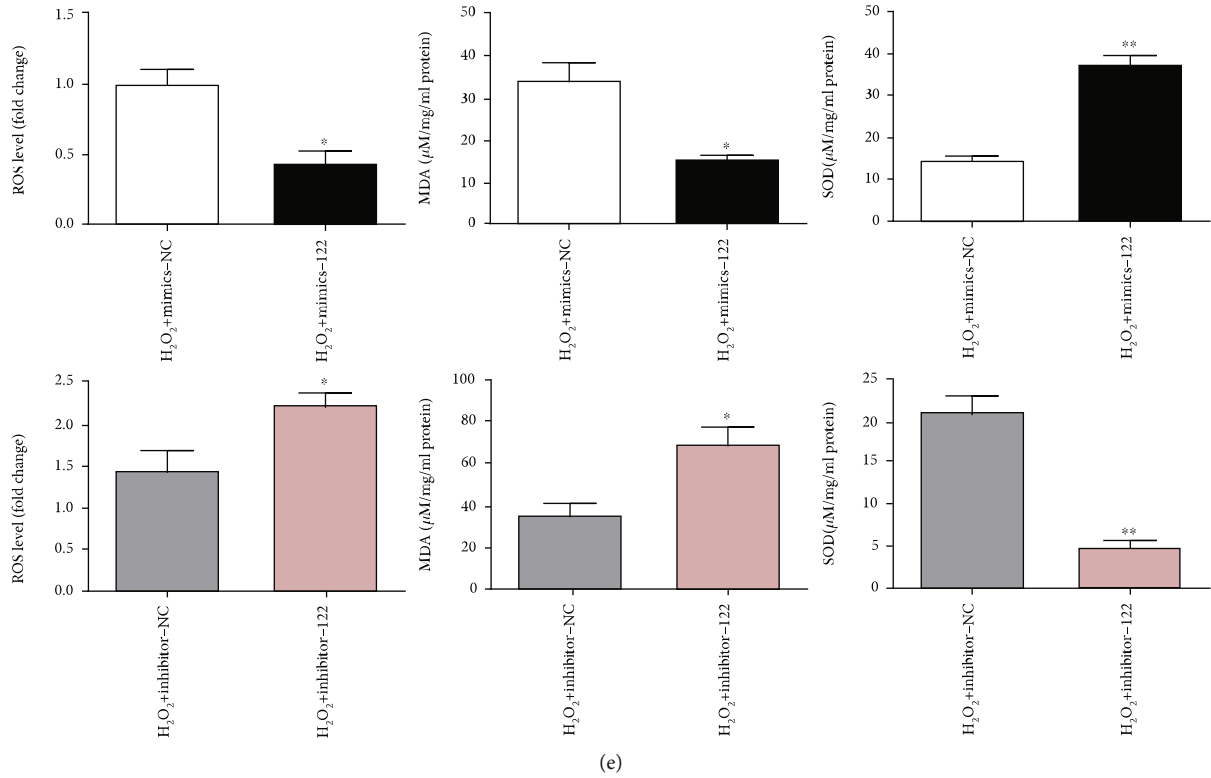 ROS level (fold change)
1.5
1.0
0.5
0.0
*
H₂O₂+mimics–NC
H₂O₂+mimics–122
MDA (μM/mg/ml protein)
50
40
30
20
10
0
*
H₂O₂+mimics–NC
H₂O₂+mimics–122
SOD(μM/mg/ml protein)
50
40
30
20
10
0
**
H₂O₂+mimics–NC
H₂O₂+mimics–122
ROS level (fold change)
2.5
2.0
1.5
1.0
0.5
0.0
*
H₂O₂+inhibitor–NC
H₂O₂+inhibitor–122
MDA (μM/mg/ml protein)
100
80
60
40
20
0
*
H₂O₂+inhibitor–NC
H₂O₂+inhibitor–122
SOD(μM/mg/ml protein)
25
20
15
10
5
0
**
H₂O₂+inhibitor–NC
H₂O₂+inhibitor–122
(e)